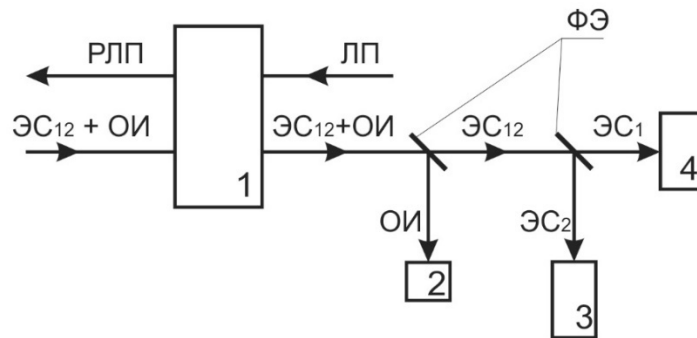 ФЭ
РЛП ЛП
ЭС₁₂ + ОИ ЭС₁₂+ОИ ЭС₁₂ ЭС₁
1 4
ОИ ЭС₂
2 3